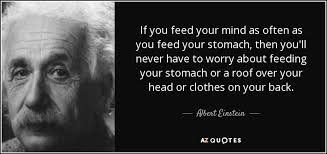 If you feed your mind as often as
you feed your stomach, then you'll
never have to worry about feeding
your stomach or a roof over your
head or clothes on your back.
Albert Einstein
AZ QUOTES